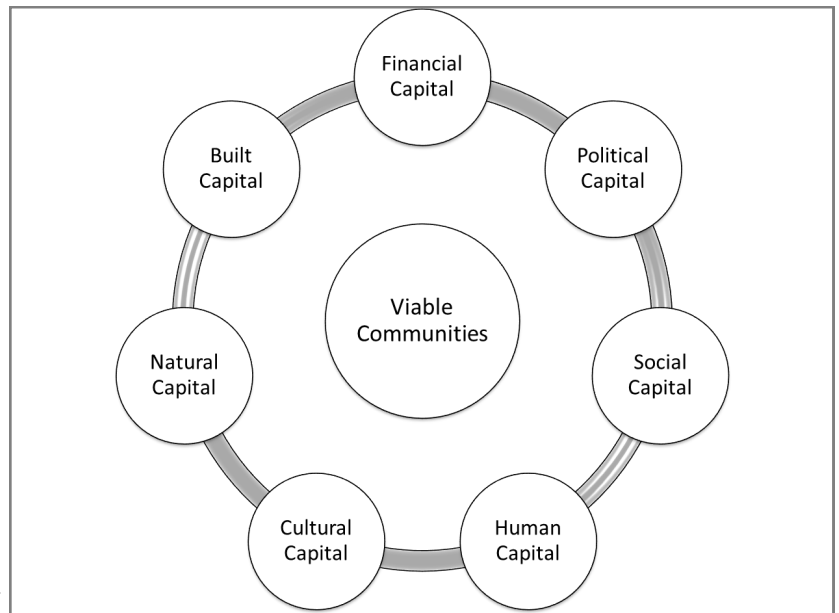 Financial
Capital
Political
Capital
Social
Capital
Human
Capital
Cultural
Capital
Natural
Capital
Built
Capital
Viable
Communities